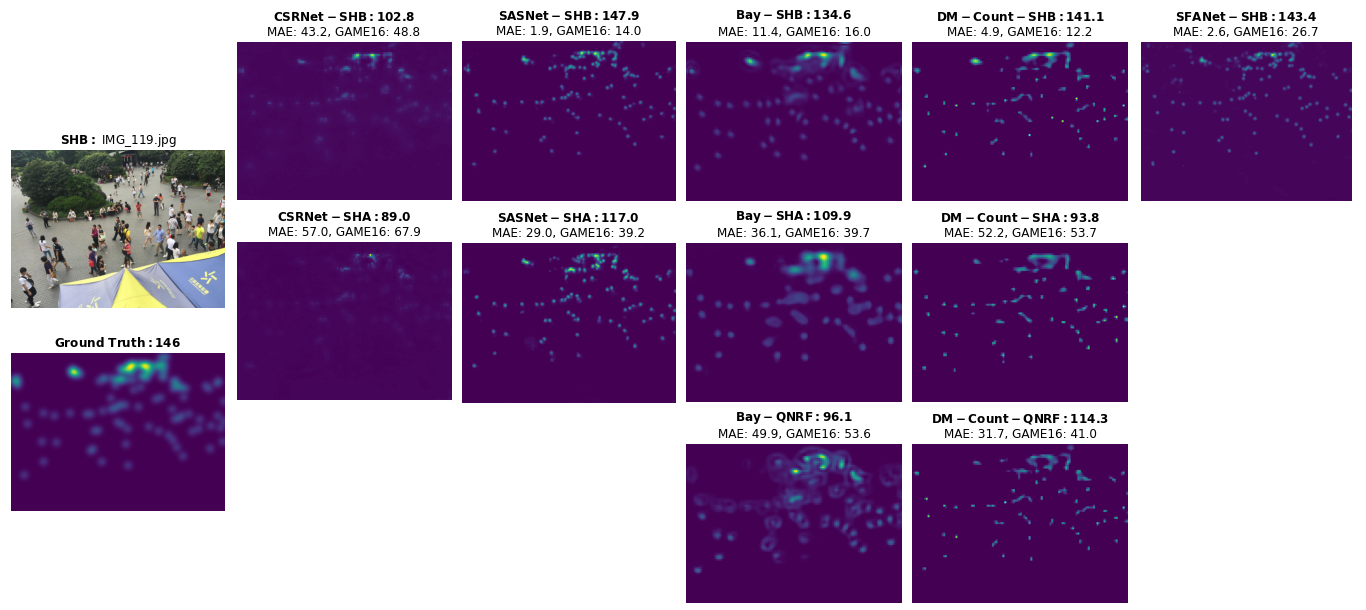 CSRNet−SHB: 102.8
MAE: 43.2, GAME16: 48.8
SASNet−SHB: 147.9
MAE: 1.9, GAME16: 14.0
Bay−SHB: 134.6
MAE: 11.4, GAME16: 16.0
DM−Count−SHB: 141.1
MAE: 4.9, GAME16: 12.2
SFANet−SHB: 143.4
MAE: 2.6, GAME16: 26.7
SHB: IMG_119.jpg
CSRNet−SHA: 89.0
MAE: 57.0, GAME16: 67.9
SASNet−SHA: 117.0
MAE: 29.0, GAME16: 39.2
Bay−SHA: 109.9
MAE: 36.1, GAME16: 39.7
DM−Count−SHA: 93.8
MAE: 52.2, GAME16: 53.7
Ground Truth: 146
Bay−QNRF: 96.1
MAE: 49.9, GAME16: 53.6
DM−Count−QNRF: 114.3
MAE: 31.7, GAME16: 41.0